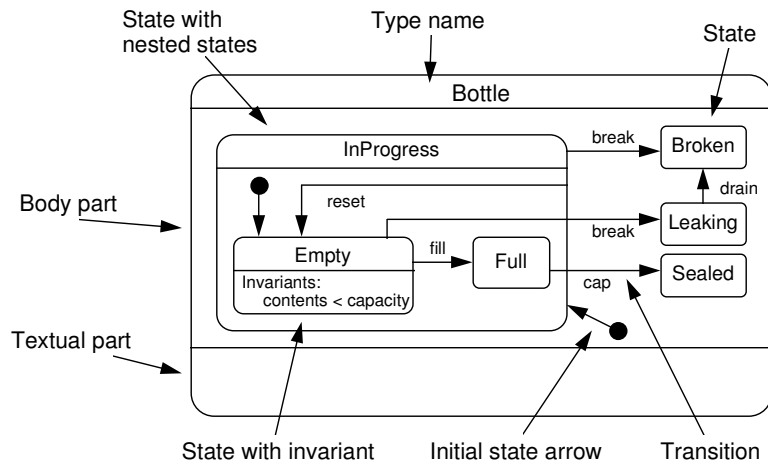 State with
nested states
Type name
State
Bottle
InProgress
break
Broken
drain
Body part
reset
break
Leaking
Empty
fill
Full
Invariants:
contents < capacity
cap
Sealed
Textual part
State with invariant
Initial state arrow
Transition